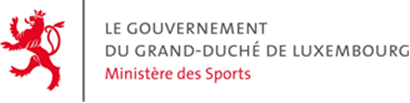 LE GOUVERNEMENT
DU GRAND-DUCHÉ DE LUXEMBOURG
Ministère des Sports